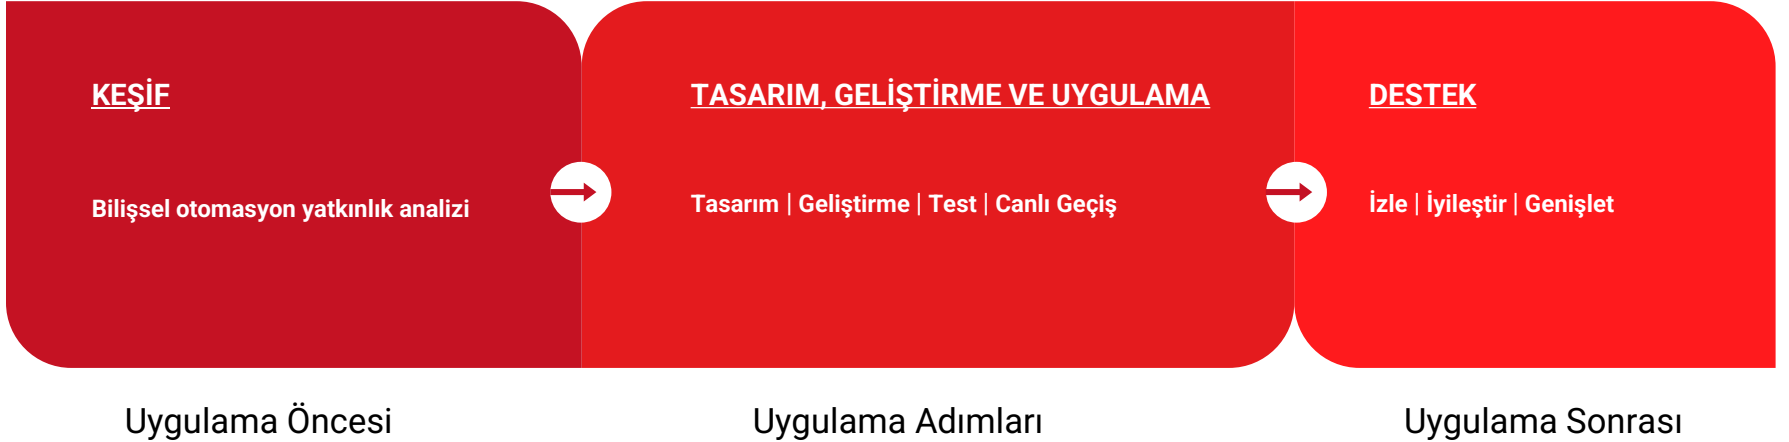 KEŞİF
Bilişsel otomasyon yatkınlık analizi
TASARIM, GELİŞTİRME VE UYGULAMA
Tasarım | Geliştirme | Test | Canlı Geçiş
DESTEK
İzle | İyileştir | Genişlet
Uygulama Öncesi
Uygulama Adımları
Uygulama Sonrası